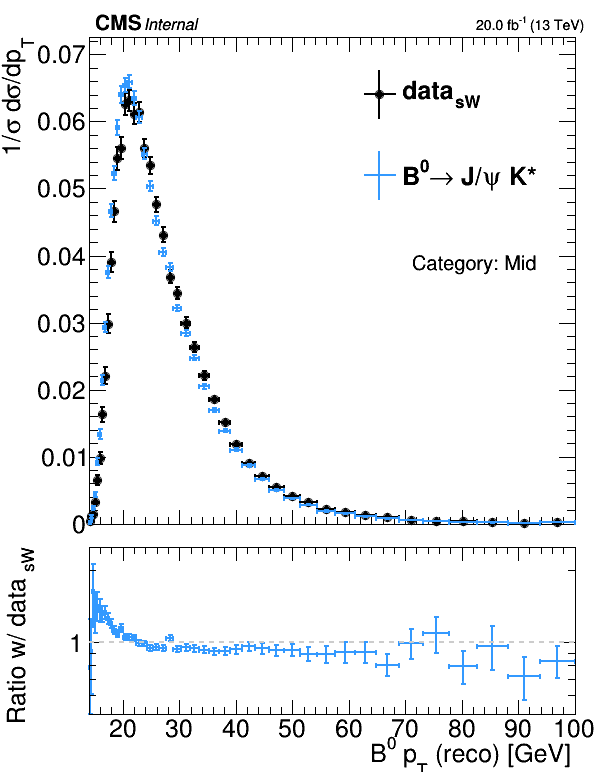 CMS Internal 20.0 fb⁻¹ (13 TeV)
1/σ dσ/dp_T
0.07
0.06
0.05
0.04
0.03
0.02
0.01
0
data_sW
B⁰→ J/ψ K*
Category: Mid
Ratio w/ data_sW
1
20 30 40 50 60 70 80 90 100
B⁰ p_T (reco) [GeV]